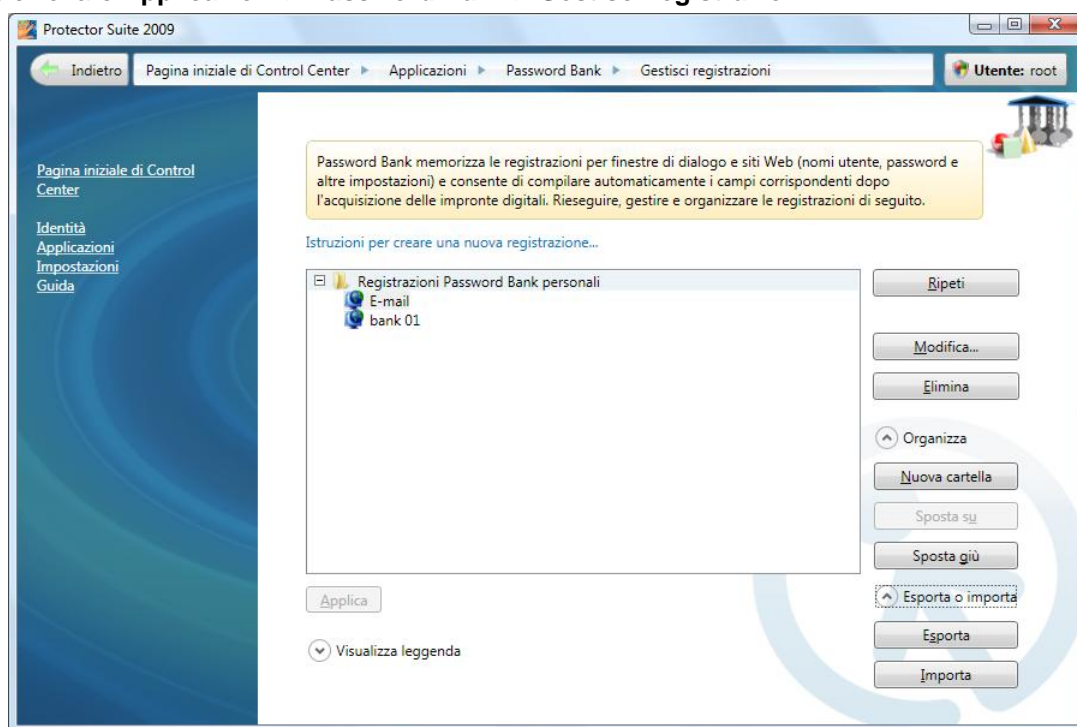 Protector Suite 2009
Indietro
Pagina iniziale di Control Center
Applicazioni
Password Bank
Gestisci registrazioni
Utente: root
Pagina iniziale di Control
Center
Identità
Applicazioni
Impostazioni
Guida
Password Bank memorizza le registrazioni per finestre di dialogo e siti Web (nomi utente, password e
altre impostazioni) e consente di compilare automaticamente i campi corrispondenti dopo
l'acquisizione delle impronte digitali. Rieseguire, gestire e organizzare le registrazioni di seguito.
Istruzioni per creare una nuova registrazione...
Registrazioni Password Bank personali
E-mail
bank 01
Ripeti
Modifica...
Elimina
Organizza
Nuova cartella
Sposta su
Sposta giù
Esporta o importa
Esporta
Importa
Applica
Visualizza leggenda